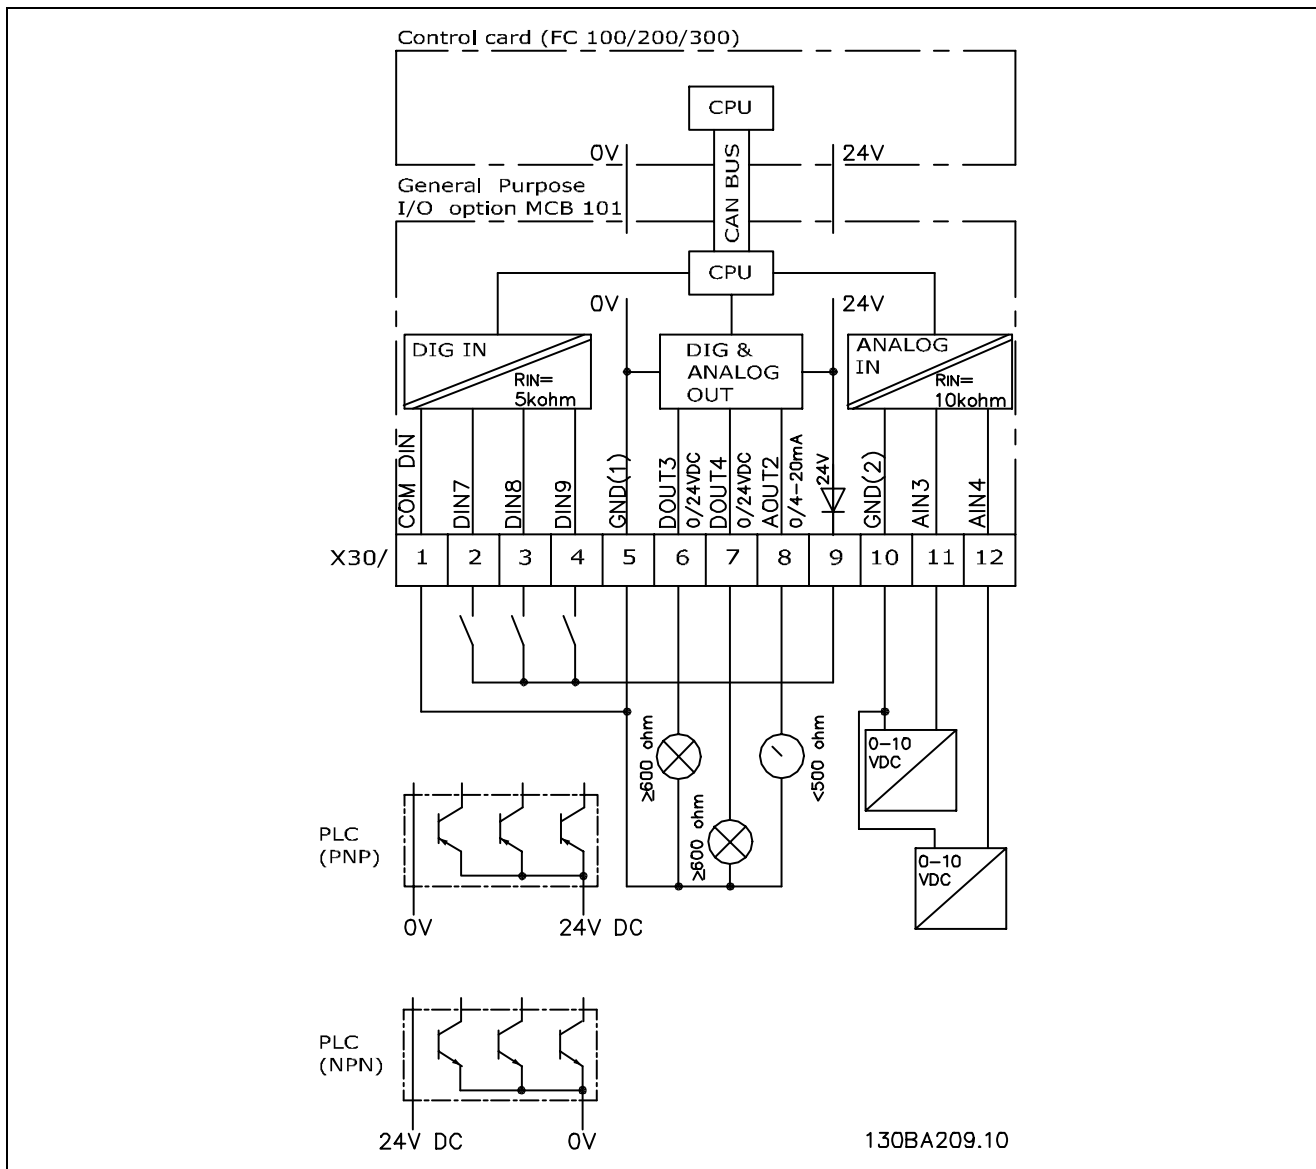 Control card (FC 100/200/300)
CPU
0V
CAN BUS
24V
General Purpose
I/O option MCB 101
CPU
0V
24V
DIG IN
RIN=
5kohm
DIG &
ANALOG
OUT
ANALOG
IN
RIN=
10kohm
COM DIN
DIN7
DIN8
DIN9
GND(1)
DOUT3
0/24VDC
DOUT4
0/24VDC
AOUT2
0/4-20mA
24V
GND(2)
AIN3
AIN4
X30/ 1 2 3 4 5 6 7 8 9 10 11 12
≥600 ohm
≥600 ohm
<500 ohm
0-10
VDC
0-10
VDC
PLC
(PNP)
0V 24V DC
PLC
(NPN)
24V DC 0V
130BA209.10